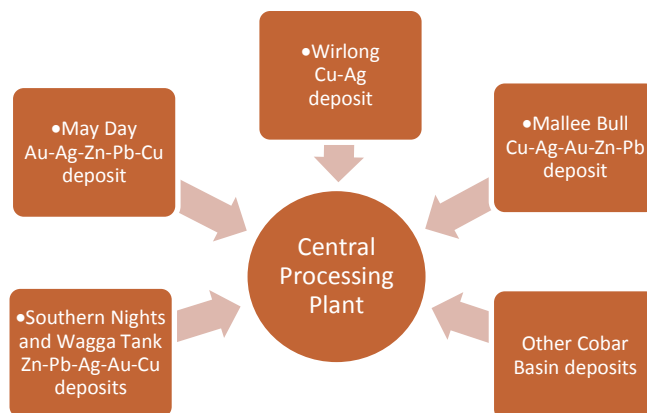 •Wirlong
Cu-Ag
deposit
•May Day
Au-Ag-Zn-Pb-Cu
deposit
•Mallee Bull
Cu-Ag-Au-Zn-Pb
deposit
Central
Processing
Plant
•Southern Nights
and Wagga Tank
Zn-Pb-Ag-Au-Cu
deposits
Other Cobar
Basin deposits